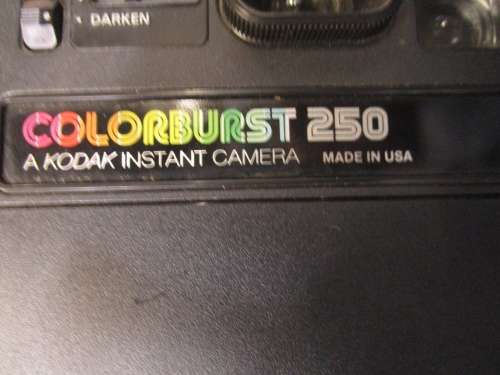 DARKEN
COLORBURST 250
A KODAK INSTANT CAMERA MADE IN USA